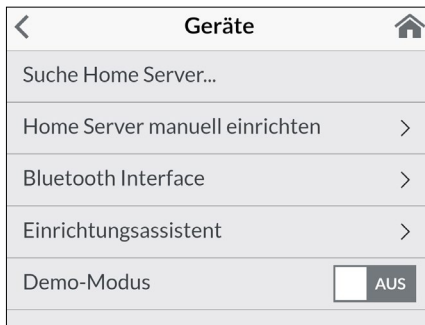 Geräte
Suche Home Server...
Home Server manuell einrichten
Bluetooth Interface
Einrichtungsassistent
Demo-Modus
AUS